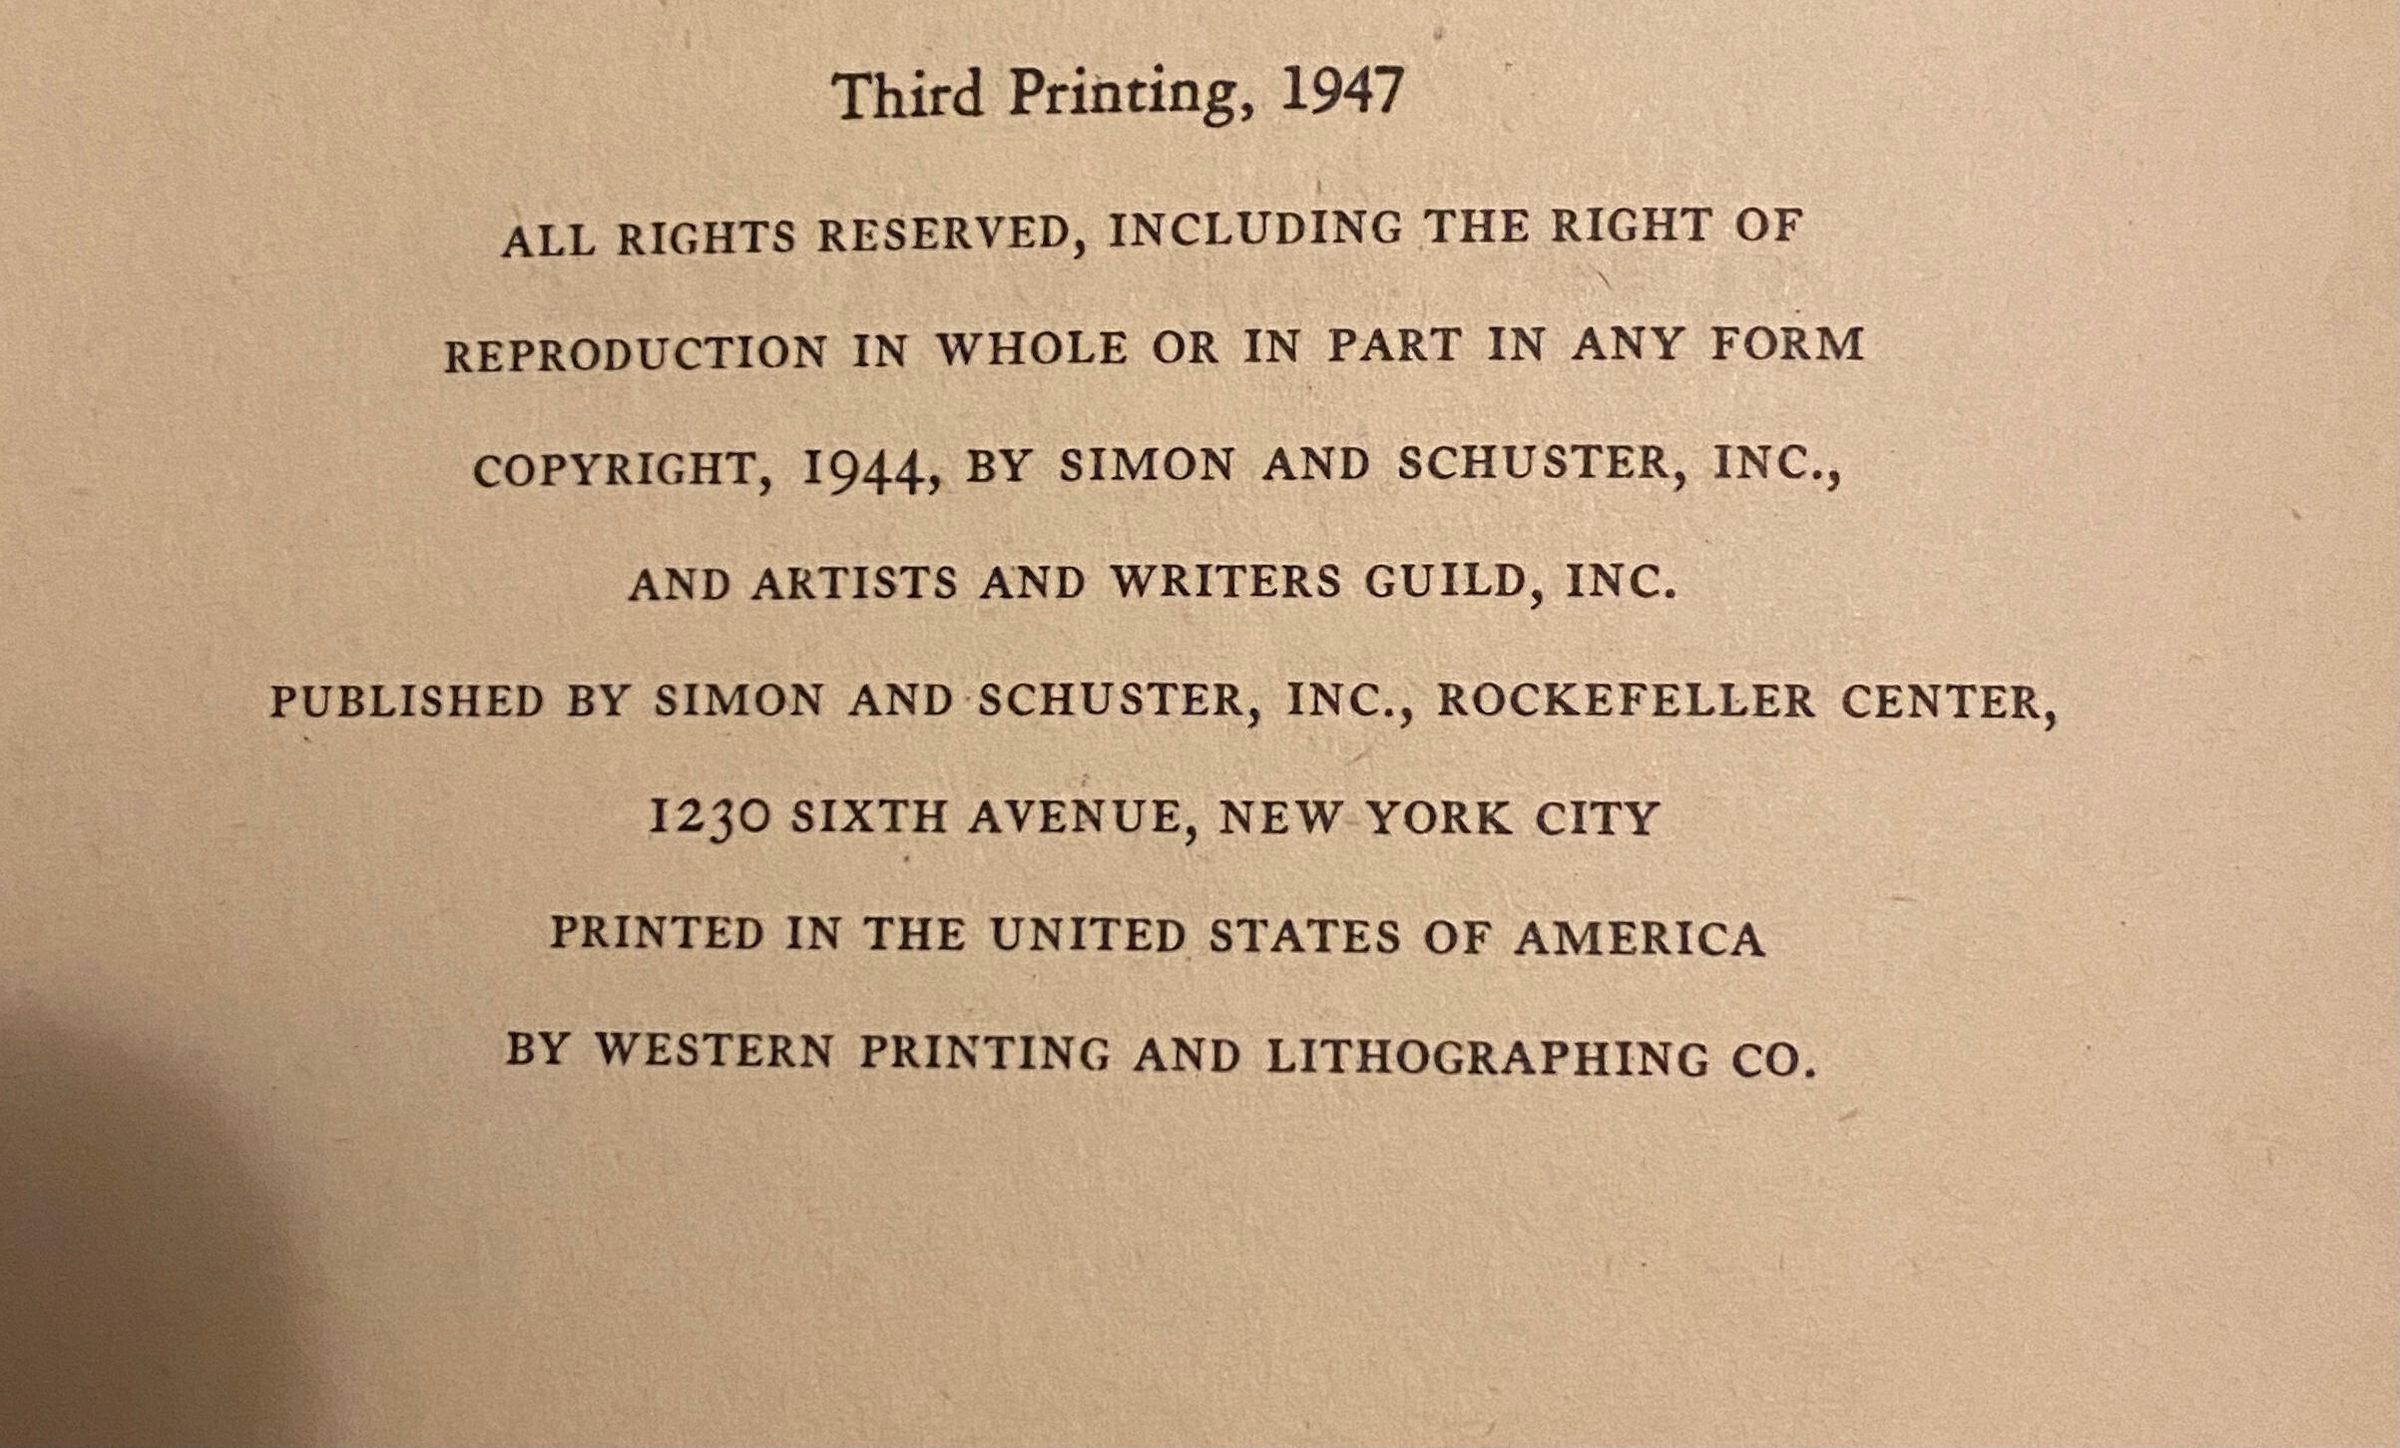 Third Printing, 1947
ALL RIGHTS RESERVED, INCLUDING THE RIGHT OF
REPRODUCTION IN WHOLE OR IN PART IN ANY FORM
COPYRIGHT, 1944, BY SIMON AND SCHUSTER, INC.,
AND ARTISTS AND WRITERS GUILD, INC.
PUBLISHED BY SIMON AND SCHUSTER, INC., ROCKEFELLER CENTER,
1230 SIXTH AVENUE, NEW YORK CITY
PRINTED IN THE UNITED STATES OF AMERICA
BY WESTERN PRINTING AND LITHOGRAPHING CO.